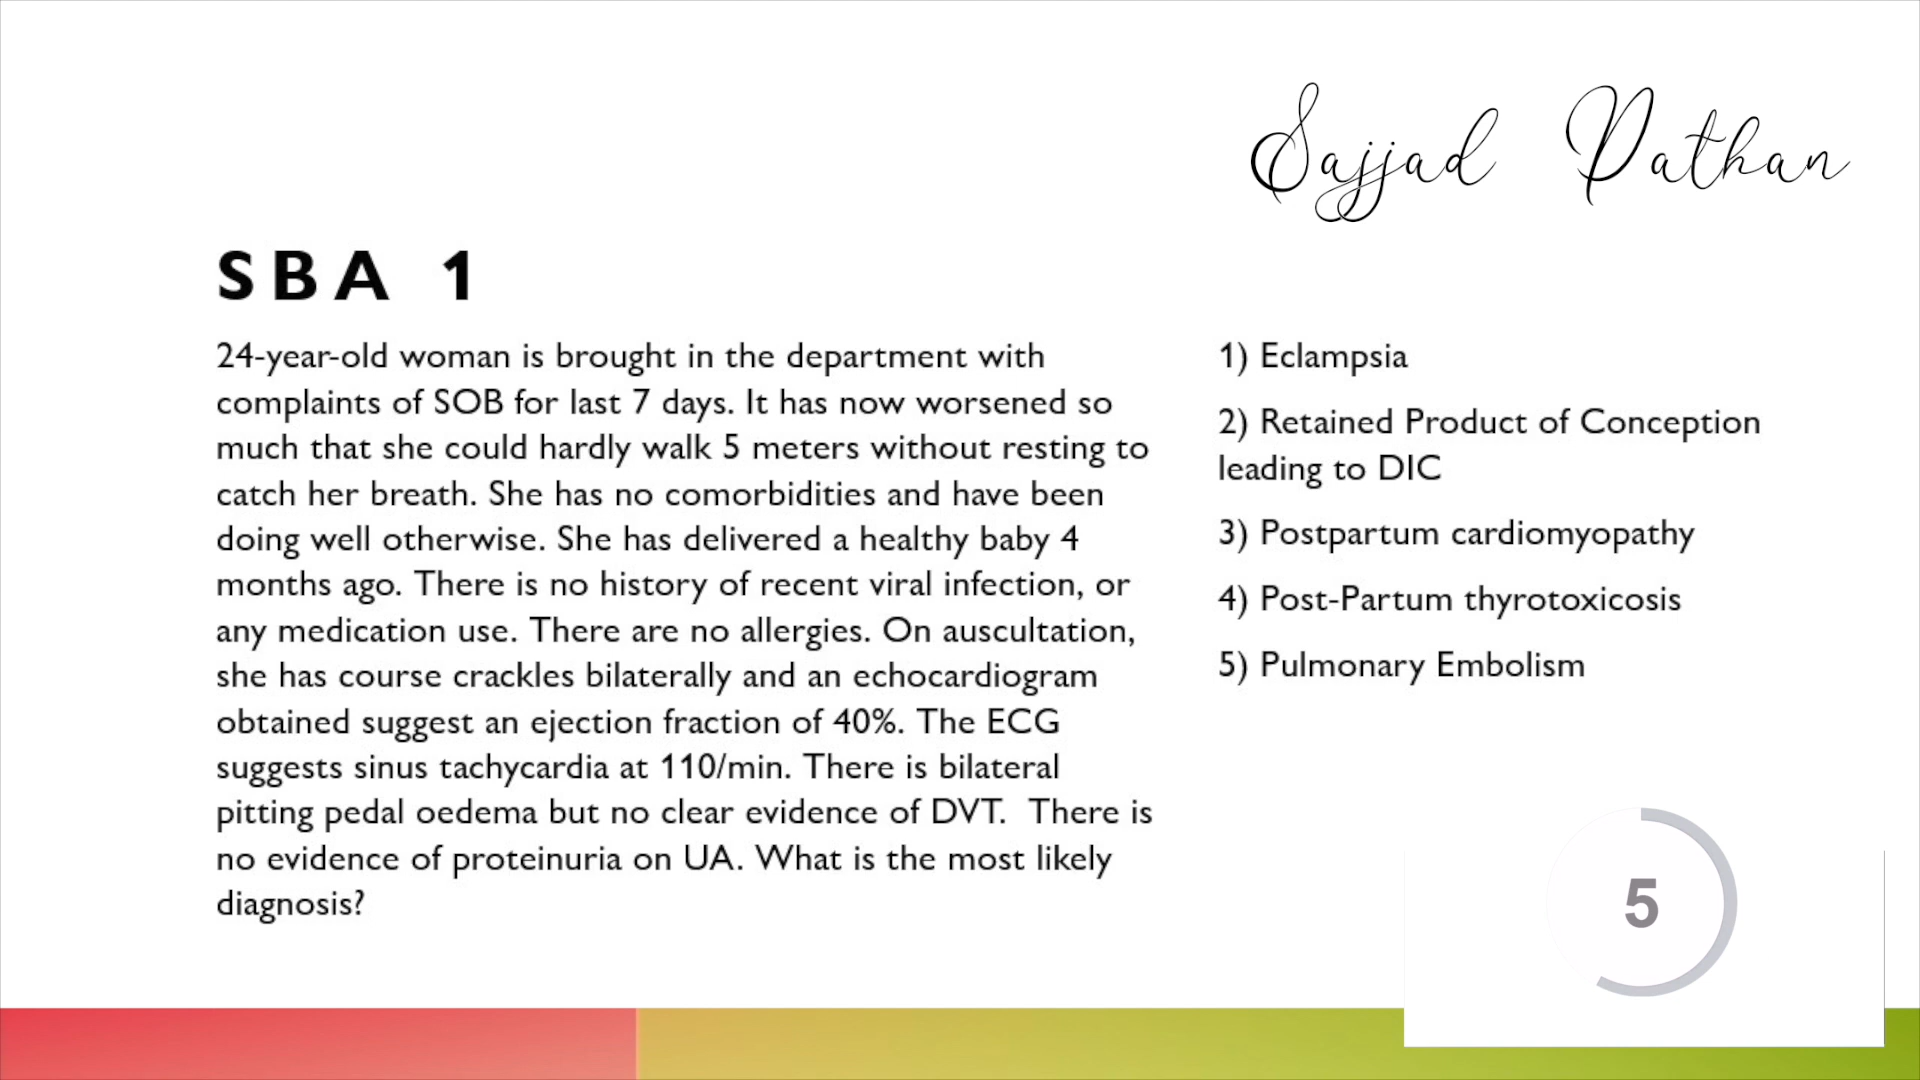 Sajjad Pathan
SBA 1
24-year-old woman is brought in the department with
complaints of SOB for last 7 days. It has now worsened so
much that she could hardly walk 5 meters without resting to
catch her breath. She has no comorbidities and have been
doing well otherwise. She has delivered a healthy baby 4
months ago. There is no history of recent viral infection, or
any medication use. There are no allergies. On auscultation,
she has course crackles bilaterally and an echocardiogram
obtained suggest an ejection fraction of 40%. The ECG
suggests sinus tachycardia at 110/min. There is bilateral
pitting pedal oedema but no clear evidence of DVT. There is
no evidence of proteinuria on UA. What is the most likely
diagnosis?
1) Eclampsia
2) Retained Product of Conception
leading to DIC
3) Postpartum cardiomyopathy
4) Post-Partum thyrotoxicosis
5) Pulmonary Embolism
5